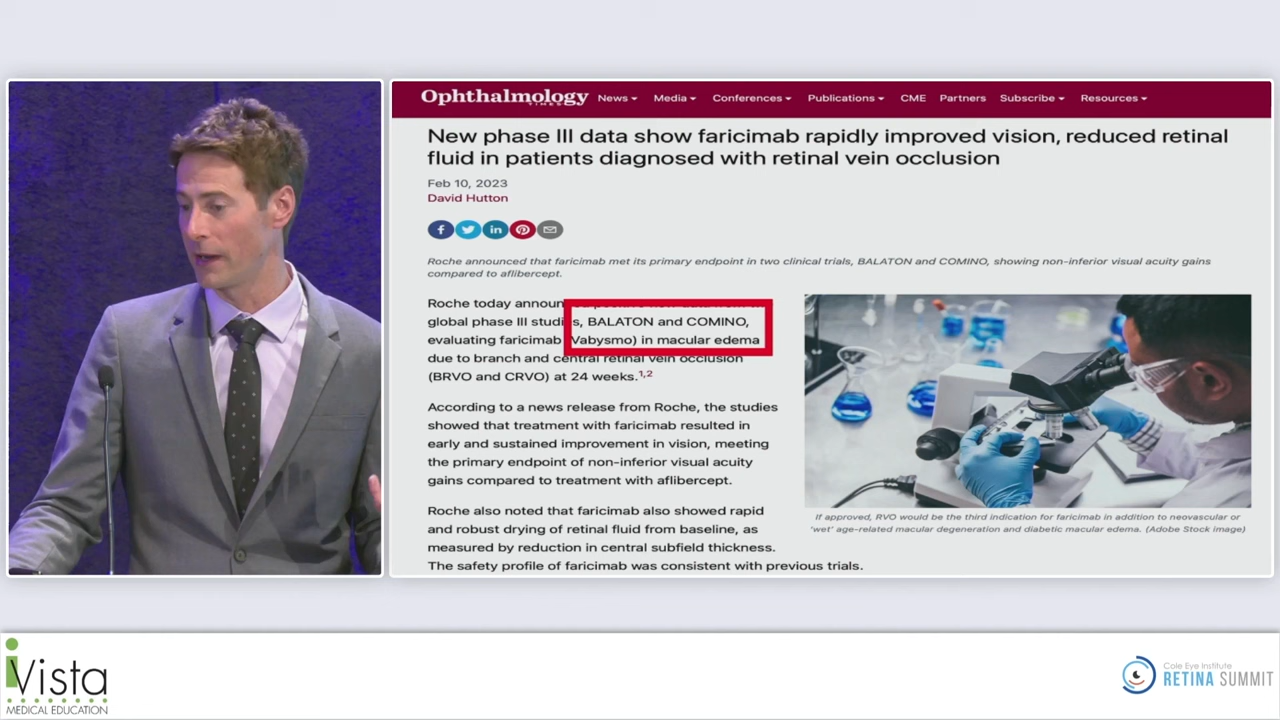 Ophthalmology
TIMES
News Media Conferences Publications CME Partners Subscribe Resources
New phase III data show faricimab rapidly improved vision, reduced retinal
fluid in patients diagnosed with retinal vein occlusion
Feb 10, 2023
David Hutton
Roche announced that faricimab met its primary endpoint in two clinical trials, BALATON and COMINO, showing non-inferior visual acuity gains
compared to aflibercept.
Roche today
global phase III studies, BALATON and COMINO,
evaluating faricimab Vabysmo) in macular edema
due to branch and central retinal vein occlusion
(BRVO and CRVO) at 24 weeks.1,2
According to a news release from Roche, the studies
showed that treatment with faricimab resulted in
early and sustained improvement in vision, meeting
the primary endpoint of non-inferior visual acuity
gains compared to treatment with aflibercept.
Roche also noted that faricimab also showed rapid
and robust drying of retinal fluid from baseline, as
measured by reduction in central subfield thickness.
The safety profile of faricimab was consistent with previous trials.
If approved, RVO would be the third indication for faricimab in addition to neovascular or
'wet' age-related macular degeneration and diabetic macular edema. (Adobe Stock image)
iVista
MEDICAL EDUCATION
Cole Eye Institute
RETINA SUMMIT